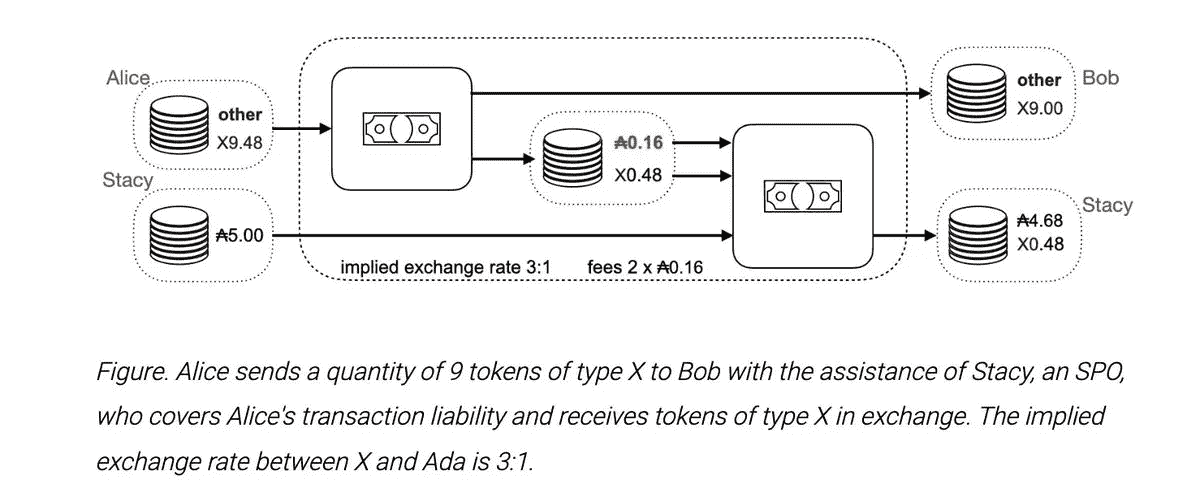 Alice
other
X9.48
Stacy
₳5.00
₳0.16
X0.48
implied exchange rate 3:1 fees 2 x ₳0.16
other
X9.00
Bob
Stacy
₳4.68
X0.48
Figure. Alice sends a quantity of 9 tokens of type X to Bob with the assistance of Stacy, an SPO,
who covers Alice's transaction liability and receives tokens of type X in exchange. The implied
exchange rate between X and Ada is 3:1.